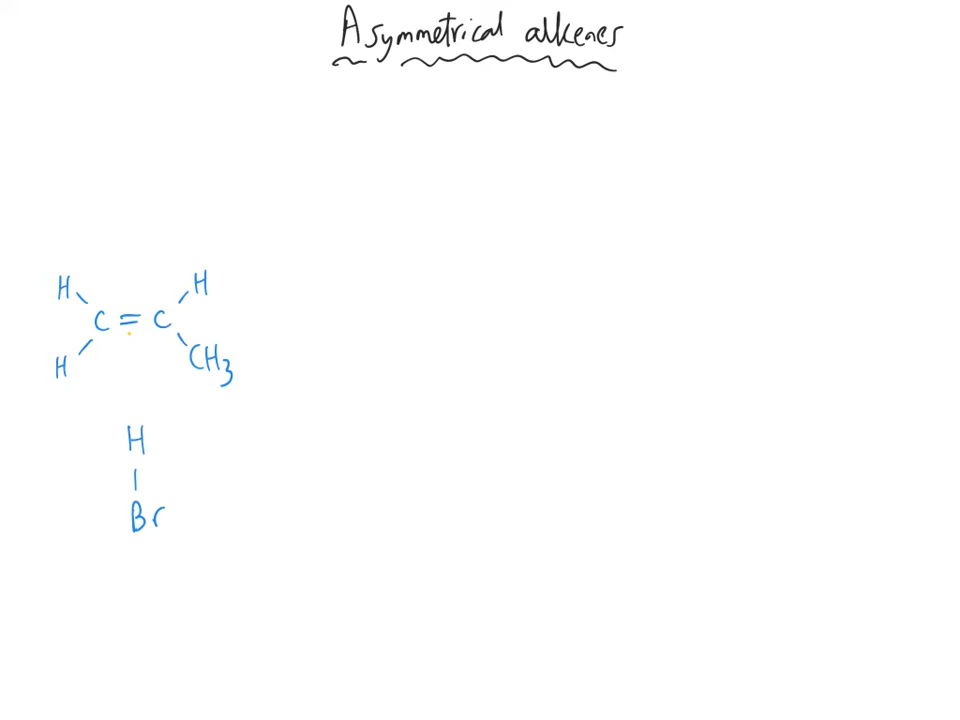 Asymmetrical alkenes
H H
C = C
H CH3
H
Br